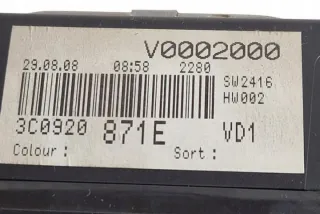 V0002000
29.08.08 08:58 2280
SW2416
HW002
3C0920 871E VD1
Colour : Sort :